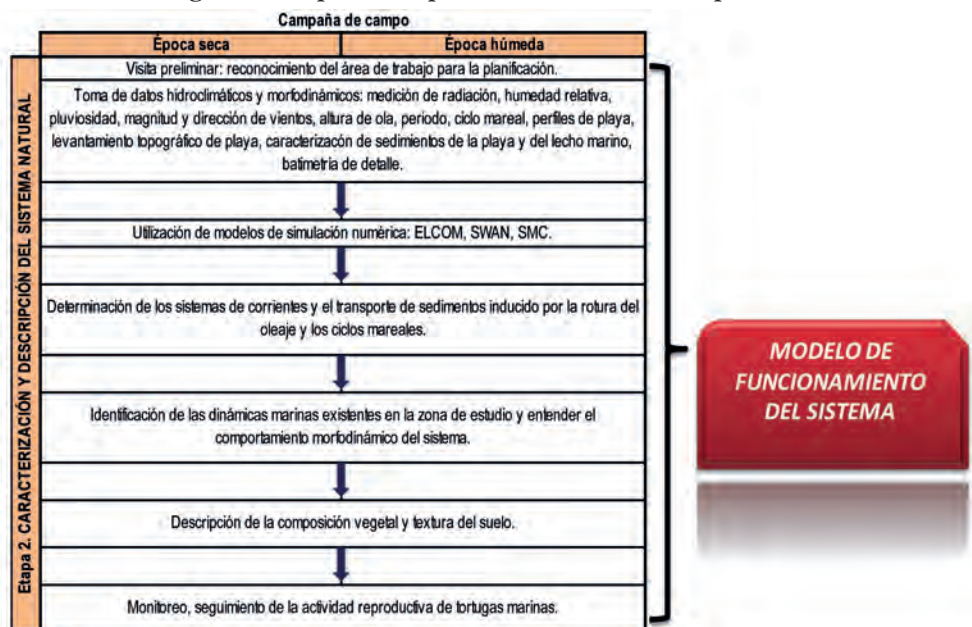 Campaña de campo
Época seca
Época húmeda
Etapa 2. CARACTERIZACIÓN Y DESCRIPCIÓN DEL SISTEMA NATURAL
Visita preliminar: reconocimiento del área de trabajo para la planificación.
Toma de datos hidroclimáticos y morfodinámicos: medición de radiación, humedad relativa,
pluviosidad, magnitud y dirección de vientos, altura de ola, periodo, ciclo mareal, perfiles de playa,
levantamiento topográfico de playa, caracterizacón de sedimentos de la playa y del lecho marino,
batimetría de detalle.
Utilización de modelos de simulación numérica: ELCOM, SWAN, SMC.
Determinación de los sistemas de corrientes y el transporte de sedimentos inducido por la rotura del
oleaje y los ciclos mareales.
Identificación de las dinámicas marinas existentes en la zona de estudio y entender el
comportamiento morfodinámico del sistema.
Descripción de la composición vegetal y textura del suelo.
Monitoreo, seguimiento de la actividad reproductiva de tortugas marinas.
MODELO DE
FUNCIONAMIENTO
DEL SISTEMA